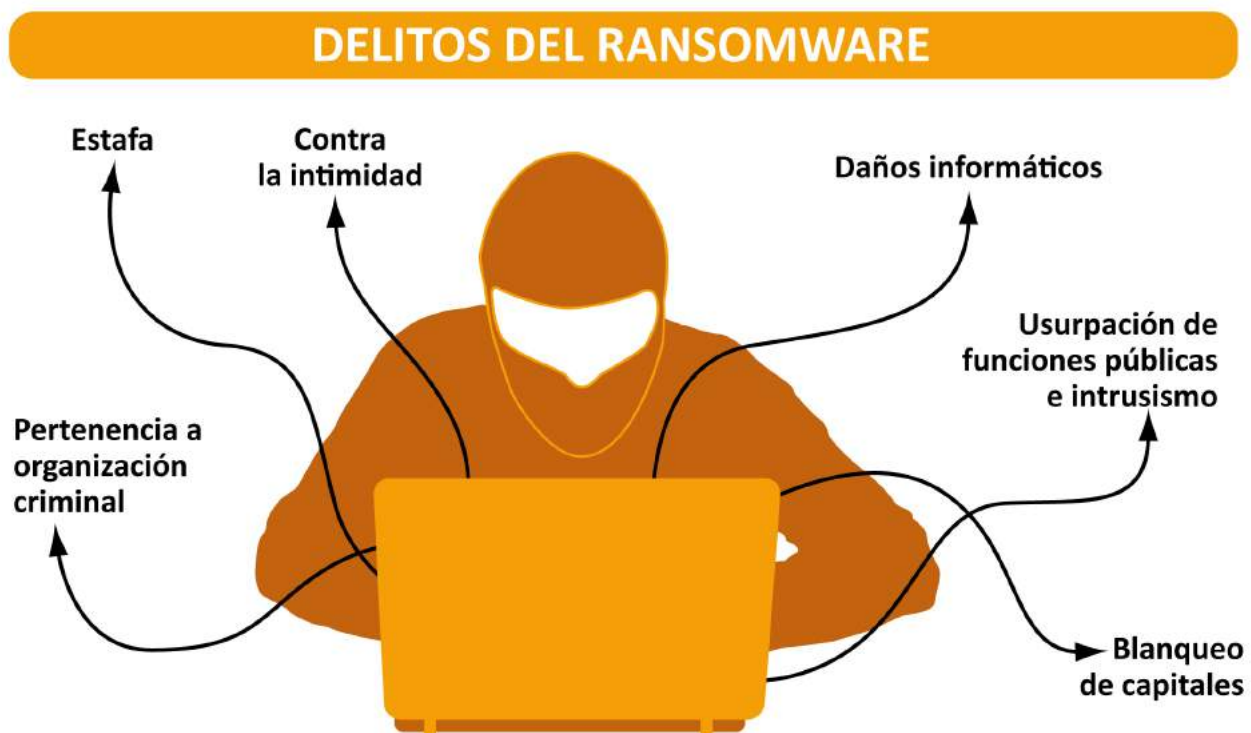 DELITOS DEL RANSOMWARE
Estafa
Contra
la intimidad
Daños informáticos
Usurpación de
funciones públicas
e intrusismo
Pertenencia a
organización
criminal
Blanqueo
de capitales